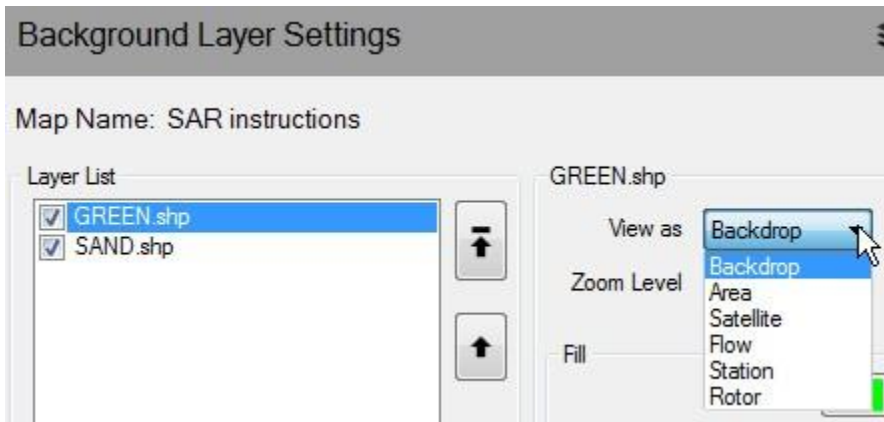 Background Layer Settings
Map Name: SAR instructions
Layer List
GREEN.shp
SAND.shp
GREEN.shp
View as Backdrop
Backdrop
Zoom Level
Area
Satellite
Flow
Fill
Station
Rotor